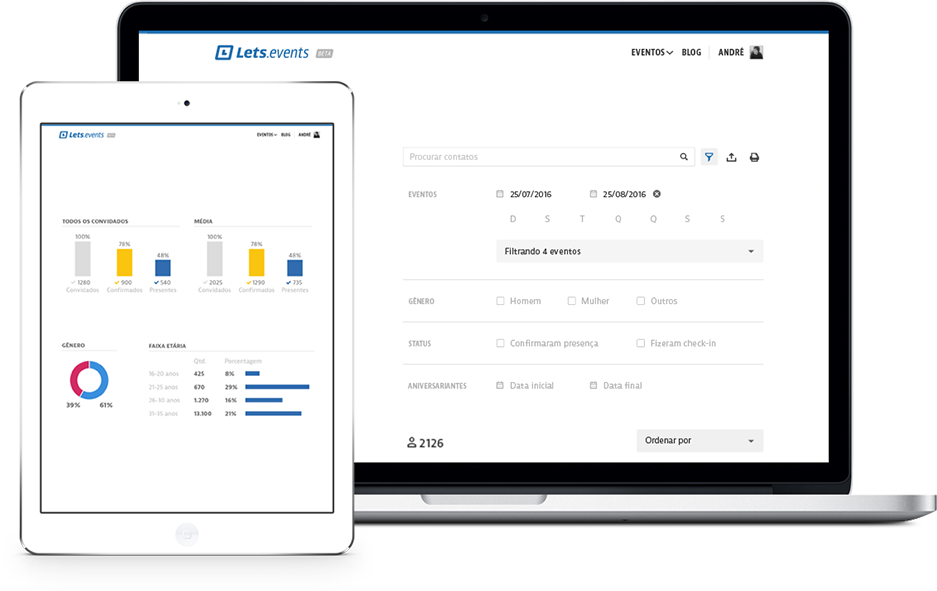 Lets.events BETA
EVENTOS BLOG ANDRÈ
Procurar contatos
EVENTOS 25/07/2016 25/08/2016
D S T Q Q S S
Filtrando 4 eventos
GÊNERO Homem Mulher Outros
STATUS Confirmaram presença Fizeram check-in
ANIVERSARIANTES Data inicial Data final
2126 Ordenar por
Lets.events
EVENTOS BLOG ANDRÈ
TODOS OS CONVIDADOS MÉDIA
100% 78% 48% 100% 78% 48%
1280 900 540 2025 1290 735
Convidados Confirmados Presentes Convidados Confirmados Presentes
GÊNERO FAIXA ETÁRIA
Qtd. Porcentagem
16-20 anos 425 8%
21-25 anos 670 29%
26-30 anos 1.270 16%
31-35 anos 13.100 21%
39% 61%